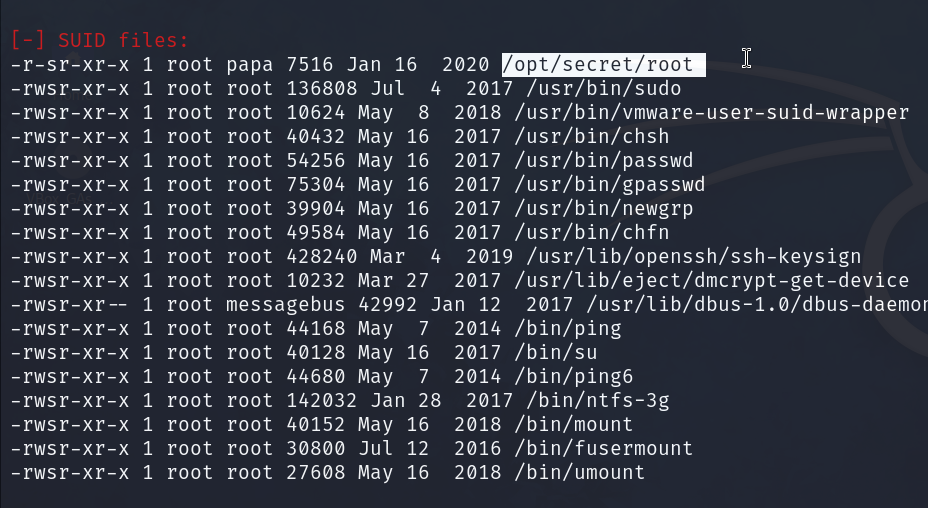 [-] SUID files:
-r-sr-xr-x 1 root papa 7516 Jan 16  2020 /opt/secret/root
-rwsr-xr-x 1 root root 136808 Jul  4  2017 /usr/bin/sudo
-rwsr-xr-x 1 root root 10624 May  8  2018 /usr/bin/vmware-user-suid-wrapper
-rwsr-xr-x 1 root root 40432 May 16  2017 /usr/bin/chsh
-rwsr-xr-x 1 root root 54256 May 16  2017 /usr/bin/passwd
-rwsr-xr-x 1 root root 75304 May 16  2017 /usr/bin/gpasswd
-rwsr-xr-x 1 root root 39904 May 16  2017 /usr/bin/newgrp
-rwsr-xr-x 1 root root 49584 May 16  2017 /usr/bin/chfn
-rwsr-xr-x 1 root root 428240 Mar  4  2019 /usr/lib/openssh/ssh-keysign
-rwsr-xr-x 1 root root 10232 Mar 27  2017 /usr/lib/eject/dmcrypt-get-device
-rwsr-xr-- 1 root messagebus 42992 Jan 12  2017 /usr/lib/dbus-1.0/dbus-daemon
-rwsr-xr-x 1 root root 44168 May  7  2014 /bin/ping
-rwsr-xr-x 1 root root 40128 May 16  2017 /bin/su
-rwsr-xr-x 1 root root 44680 May  7  2014 /bin/ping6
-rwsr-xr-x 1 root root 142032 Jan 28  2017 /bin/ntfs-3g
-rwsr-xr-x 1 root root 40152 May 16  2018 /bin/mount
-rwsr-xr-x 1 root root 30800 Jul 12  2016 /bin/fusermount
-rwsr-xr-x 1 root root 27608 May 16  2018 /bin/umount